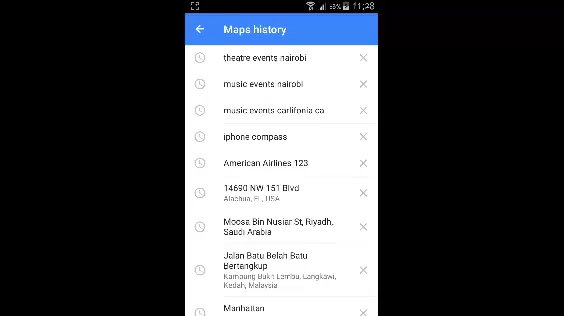 58% 11:28
Maps history
theatre events nairobi
music events nairobi
music events carlifonia ca
iphone compass
American Airlines 123
14690 NW 151 Blvd
Alachua, FL, USA
Moosa Bin Nusiar St, Riyadh,
Saudi Arabia
Jalan Batu Belah Batu
Bertangkup
Kampung Bukit Lembu, Langkawi,
Kedah, Malaysia
Manhattan